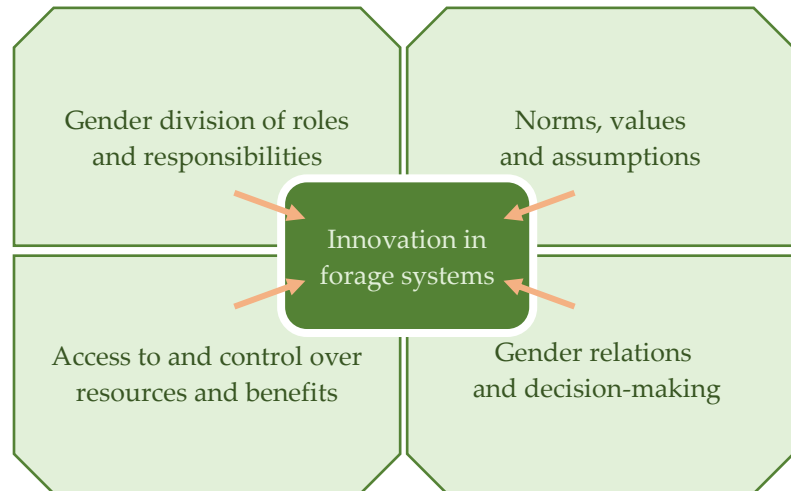 Gender division of roles
and responsibilities
Norms, values
and assumptions
Innovation in
forage systems
Access to and control over
resources and benefits
Gender relations
and decision-making